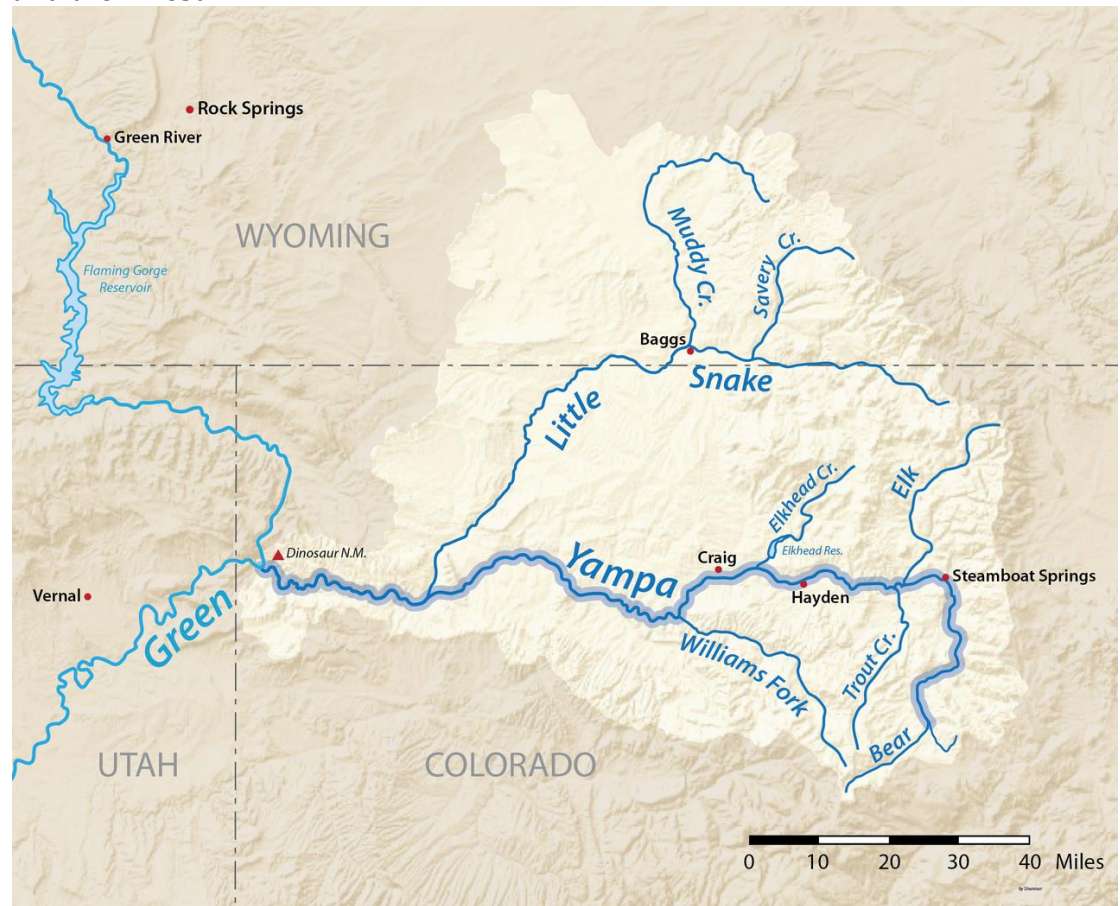 Rock Springs
Green River
WYOMING
Flaming Gorge
Reservoir
Muddy Cr.
Savery Cr.
Baggs
Snake
Little
Elk
Elkhead Cr.
Elkhead Res.
Dinosaur N.M.
Yampa
Craig
Steamboat Springs
Hayden
Vernal
Green
Williams Fork
Trout Cr.
Bear
UTAH
COLORADO
0 10 20 30 40 Miles
by Shannon